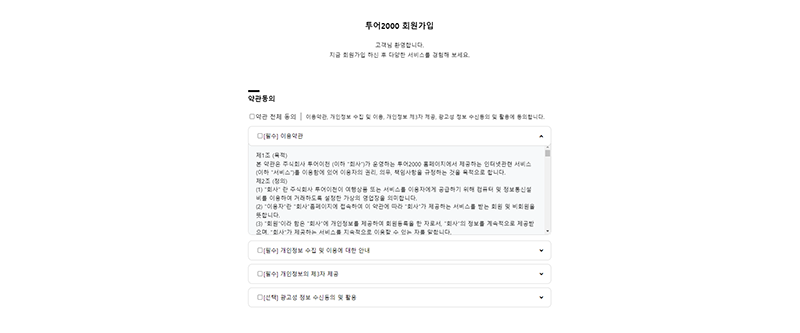 투어2000 회원가입
고객님 환영합니다.
지금 회원가입 하신 후 다양한 서비스를 경험해 보세요.
약관동의
약관 전체 동의 | 이용약관, 개인정보 수집 및 이용, 개인정보 제3자 제공, 광고성 정보 수신동의 및 활용에 동의합니다.
[필수] 이용약관
제1조 (목적)
본 약관은 주식회사 투어이천 (이하 "회사")가 운영하는 투어2000 홈페이지에서 제공하는 인터넷관련 서비스
(이하 "서비스")를 이용함에 있어 이용자의 권리, 의무, 책임사항을 규정하는 것을 목적으로 합니다.
제2조 (정의)
(1) "회사" 란 주식회사 투어이천이 여행상품 또는 서비스를 이용자에게 공급하기 위해 컴퓨터 및 정보통신설
비를 이용하여 거래하도록 설정한 가상의 영업장을 의미합니다.
(2) "이용자"란 "회사"홈페이지에 접속하여 이 약관에 따라 "회사"가 제공하는 서비스를 받는 회원 및 비회원을
뜻합니다.
(3) "회원"이라 함은 "회사"에 개인정보를 제공하여 회원등록을 한 자로서, "회사"의 정보를 계속적으로 제공받
으며, "회사"가 제공하는 서비스를 지속적으로 이용할 수 있는 자를 말합니다.
[필수] 개인정보 수집 및 이용에 대한 안내
[필수] 개인정보의 제3자 제공
[선택] 광고성 정보 수신동의 및 활용